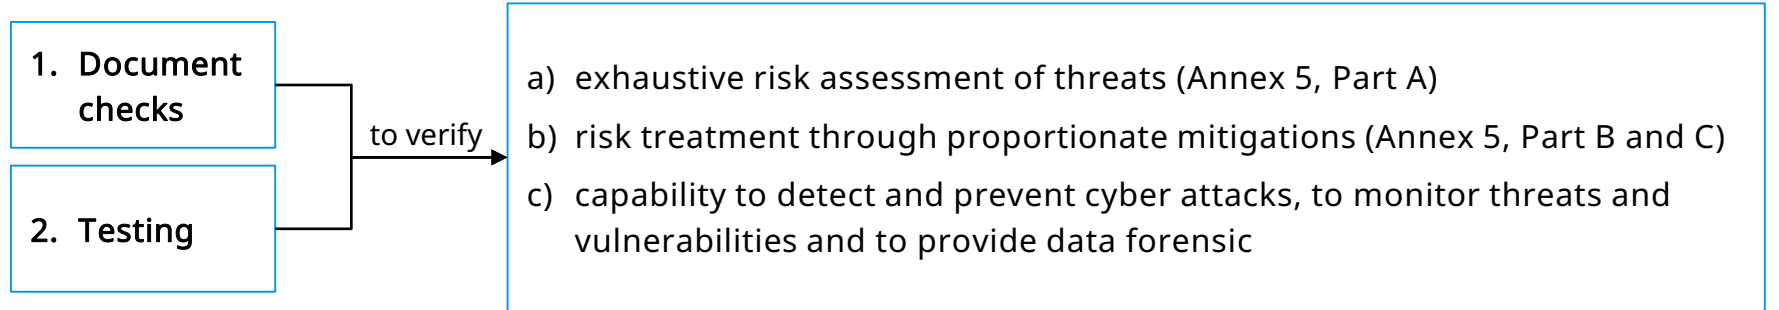 1. Document
checks
2. Testing
to verify
a) exhaustive risk assessment of threats (Annex 5, Part A)
b) risk treatment through proportionate mitigations (Annex 5, Part B and C)
c) capability to detect and prevent cyber attacks, to monitor threats and
vulnerabilities and to provide data forensic